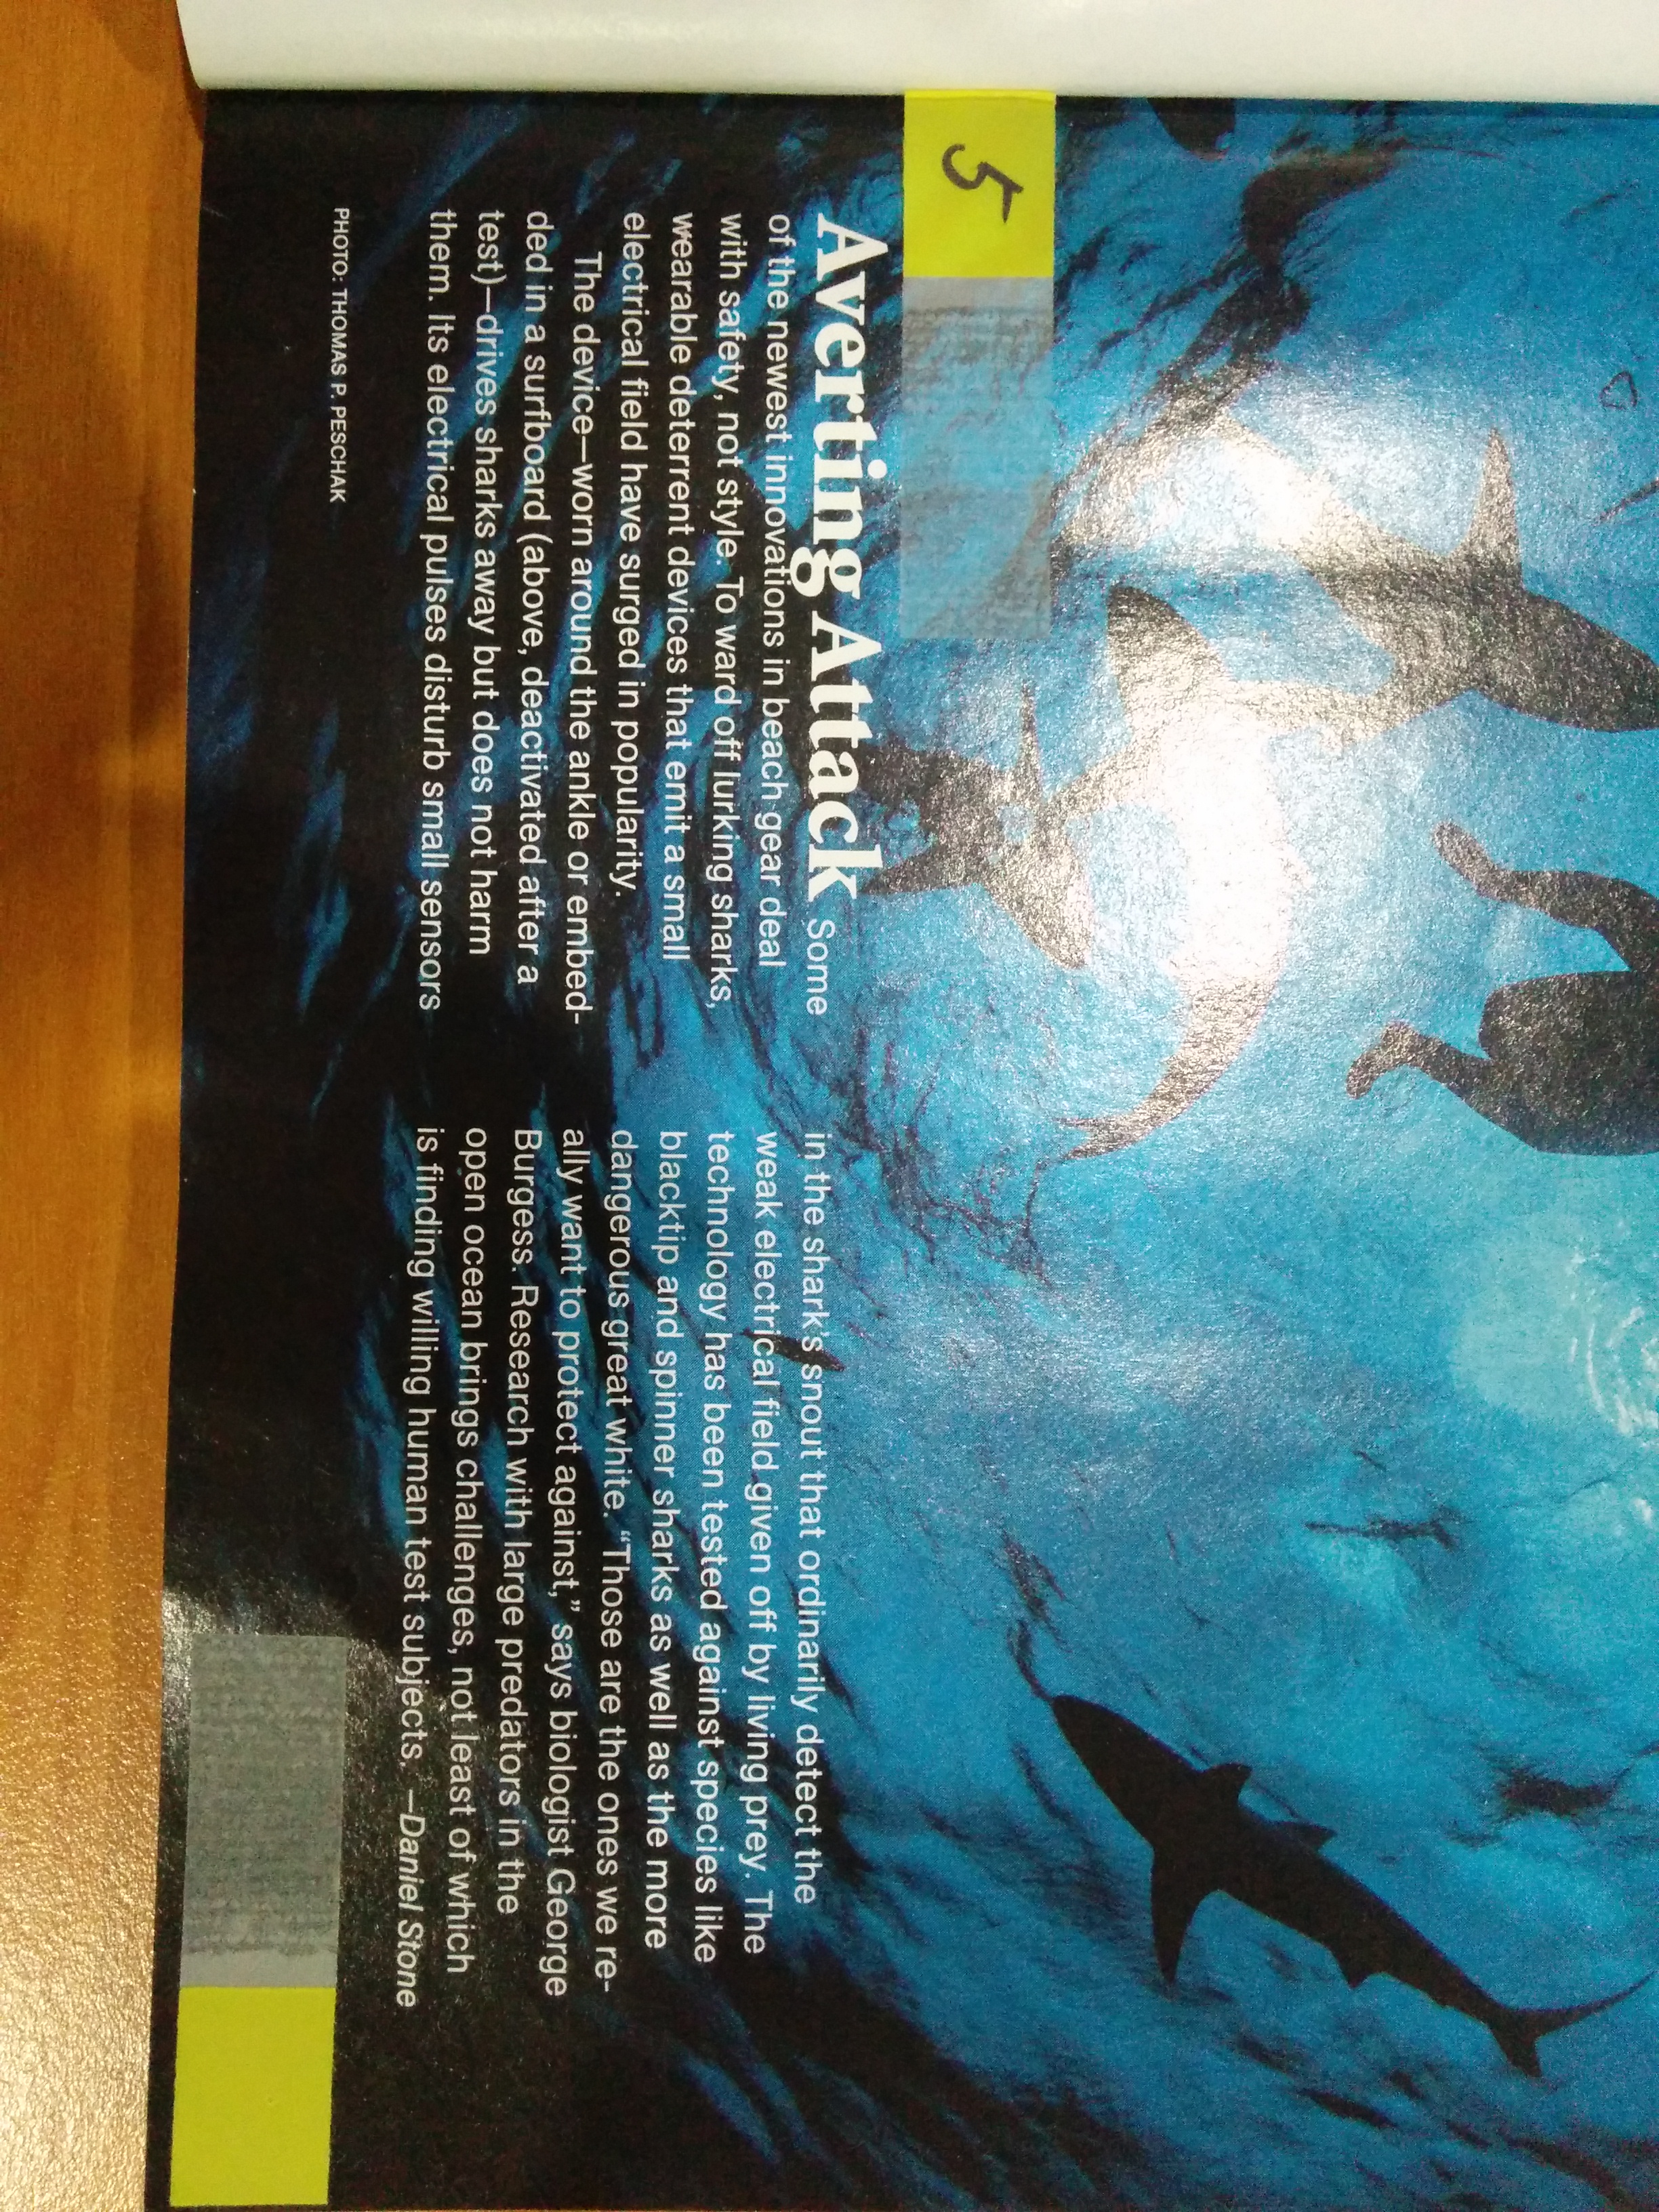 5
Averting Attack Some
of the newest innovations in beach gear deal
with safety, not style. To ward off lurking sharks,
wearable deterrent devices that emit a small
electrical field have surged in popularity.
The device—worn around the ankle or embed-
ded in a surfboard (above, deactivated after a
test)—drives sharks away but does not harm
them. Its electrical pulses disturb small sensors
in the shark's snout that ordinarily detect the
weak electrical field given off by living prey. The
technology has been tested against species like
blacktip and spinner sharks as well as the more
dangerous great white. “Those are the ones we re-
ally want to protect against,” says biologist George
Burgess. Research with large predators in the
open ocean brings challenges, not least of which
is finding willing human test subjects. —Daniel Stone
PHOTO: THOMAS P. PESCHAK